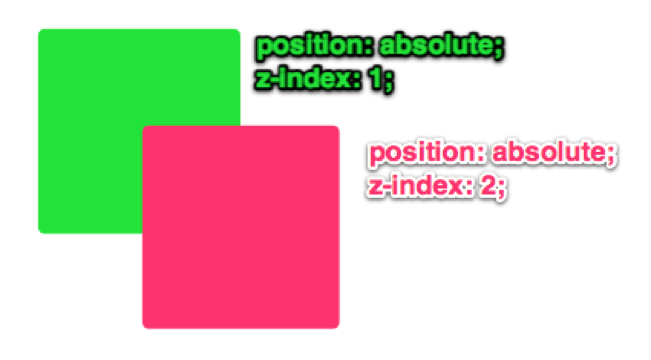 position: absolute;
z-index: 1;
position: absolute;
z-index: 2;